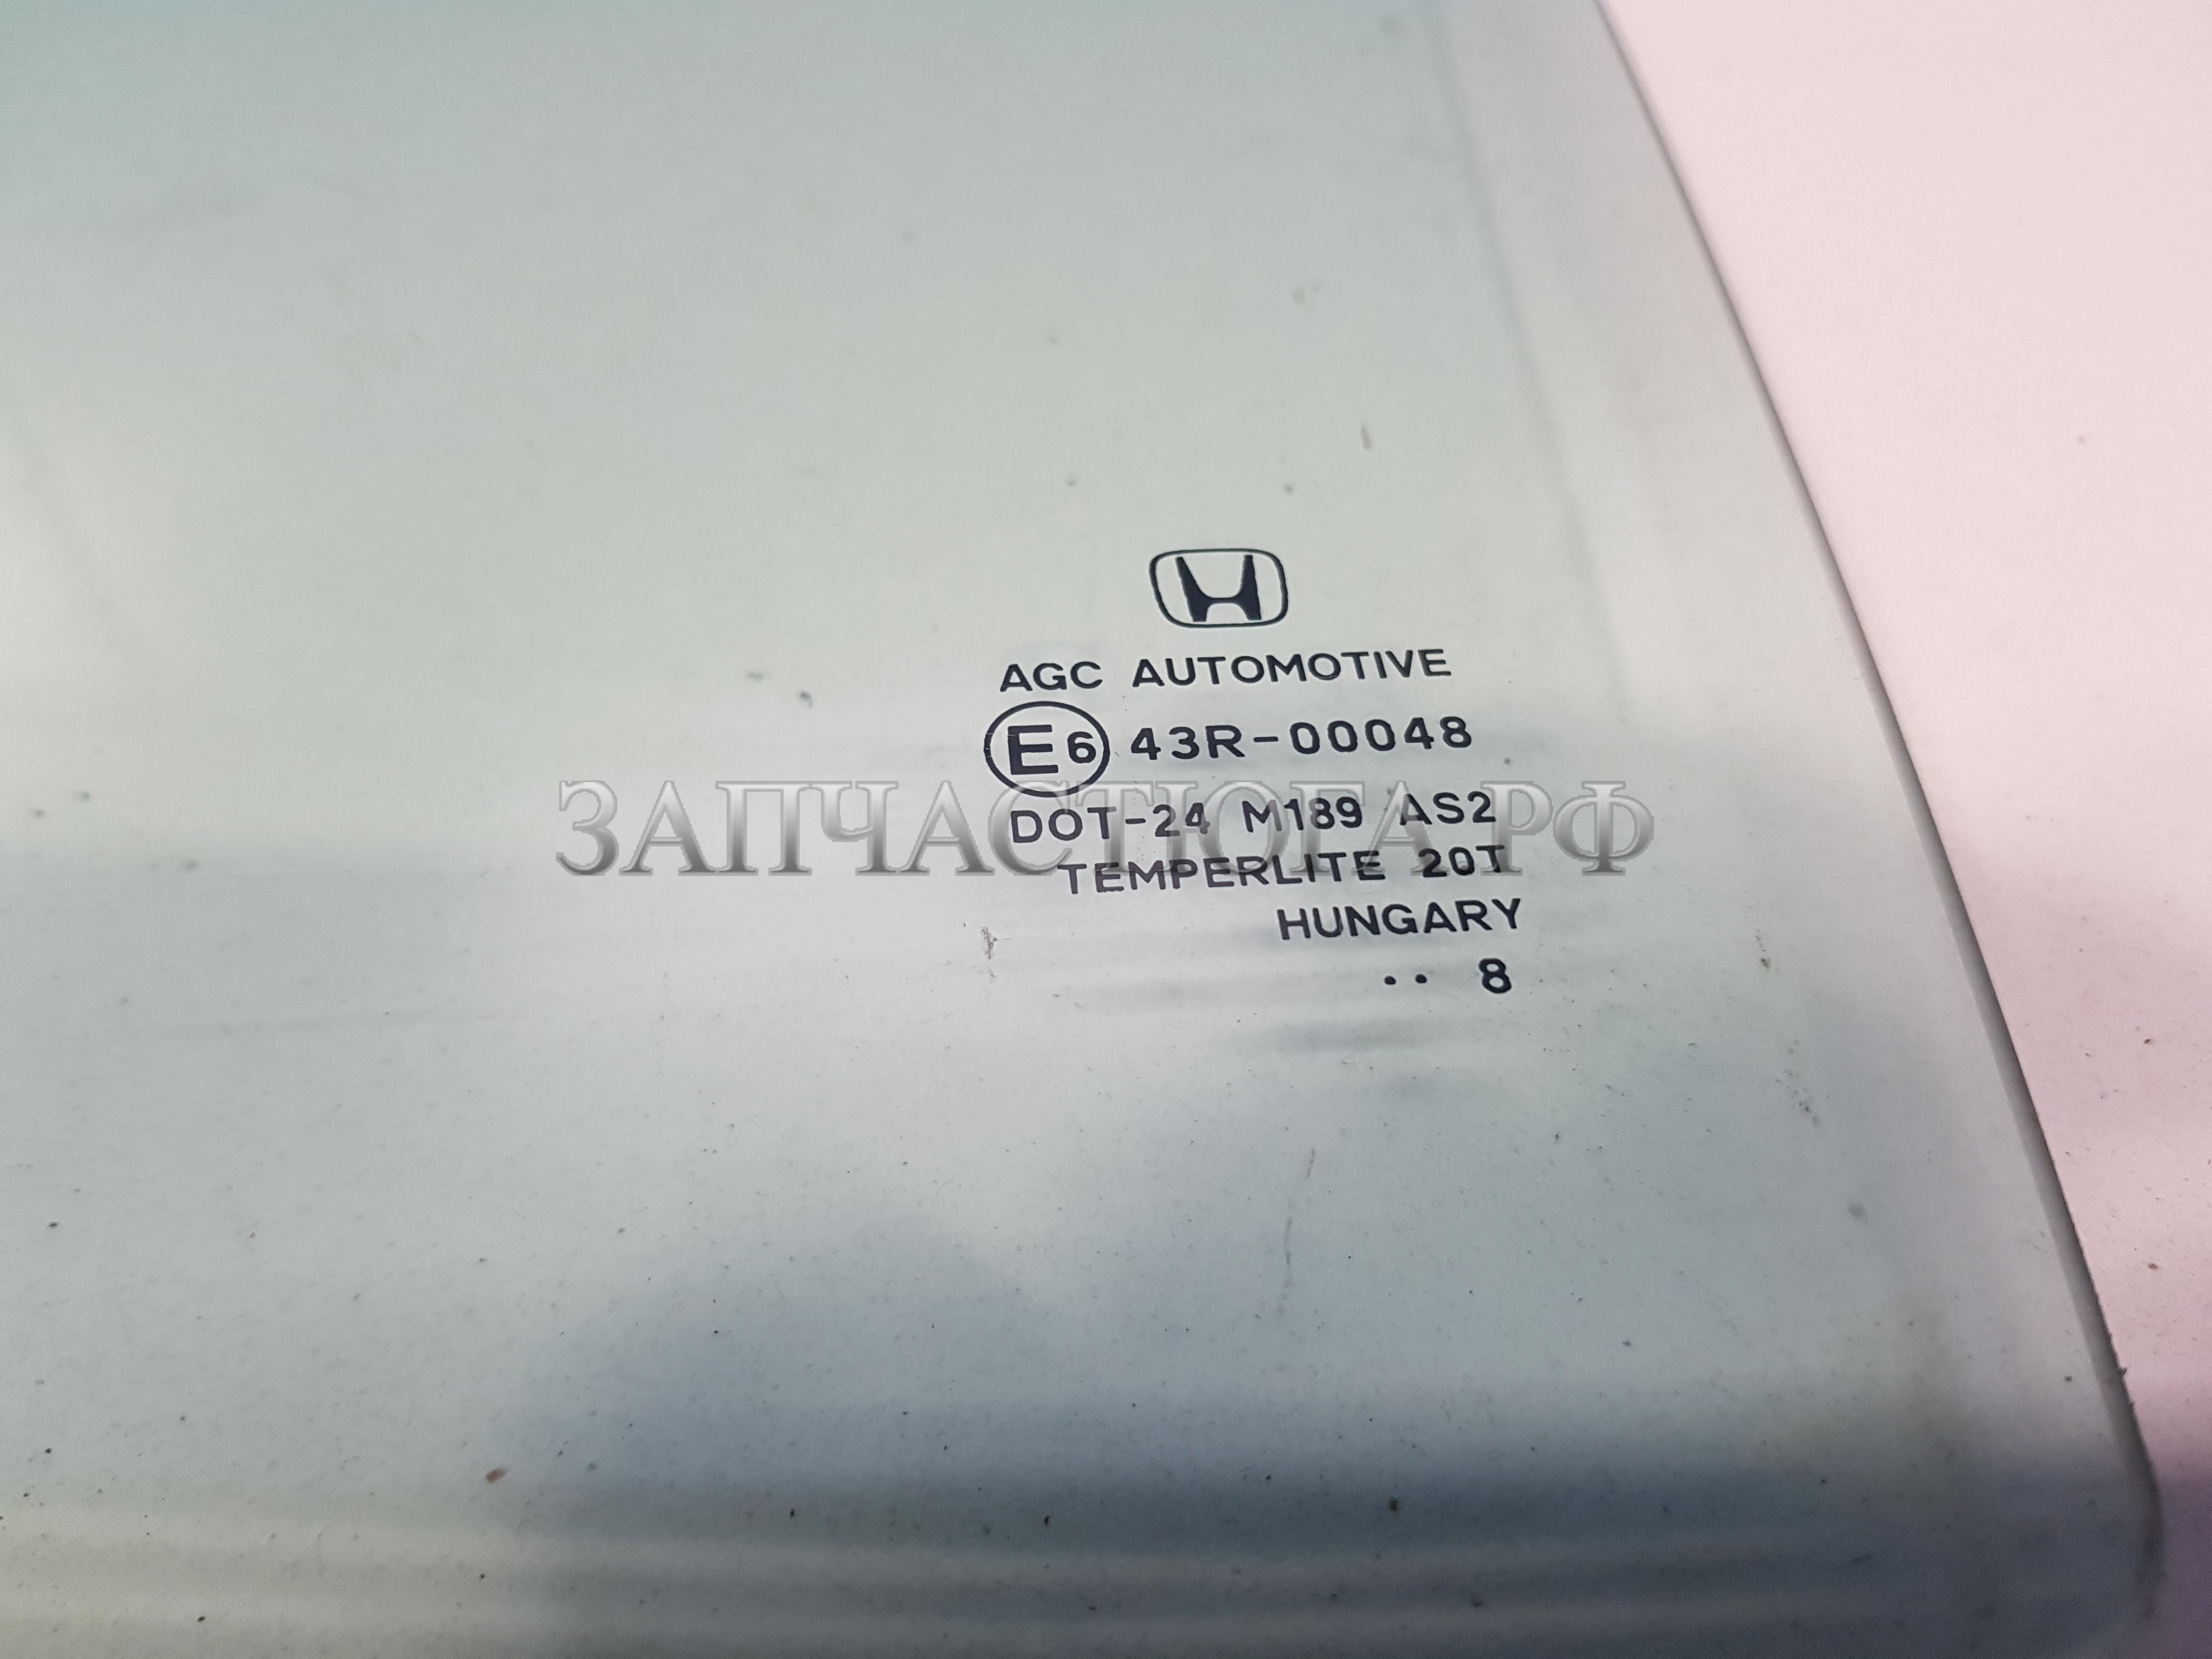 AGC AUTOMOTIVE
E6 43R-00048
ЗАПЧАСТЮГА.РФ
DOT-24 M189 AS2
TEMPERLITE 20T
HUNGARY
•• 8